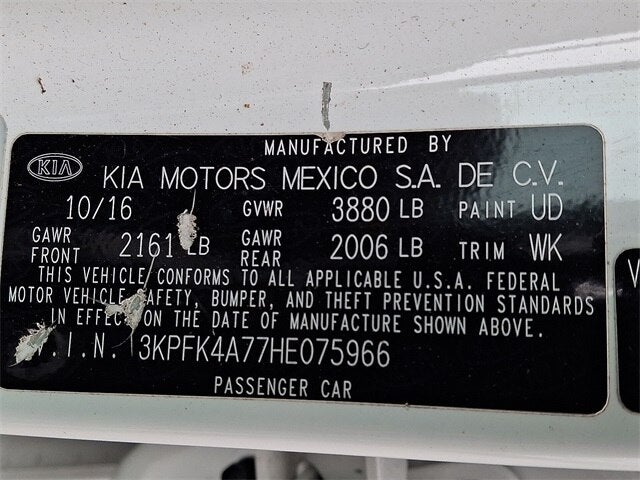 MANUFACTURED BY
KIA KIA MOTORS MEXICO S.A. DE C.V.
10/16 GVWR 3880 LB PAINT UD
GAWR FRONT 2161 LB GAWR REAR 2006 LB TRIM WK
THIS VEHICLE CONFORMS TO ALL APPLICABLE U.S.A. FEDERAL
MOTOR VEHICLE SAFETY, BUMPER, AND THEFT PREVENTION STANDARDS
IN EFFECT ON THE DATE OF MANUFACTURE SHOWN ABOVE.
V.I.N. 3KPFK4A77HE075966
PASSENGER CAR
V